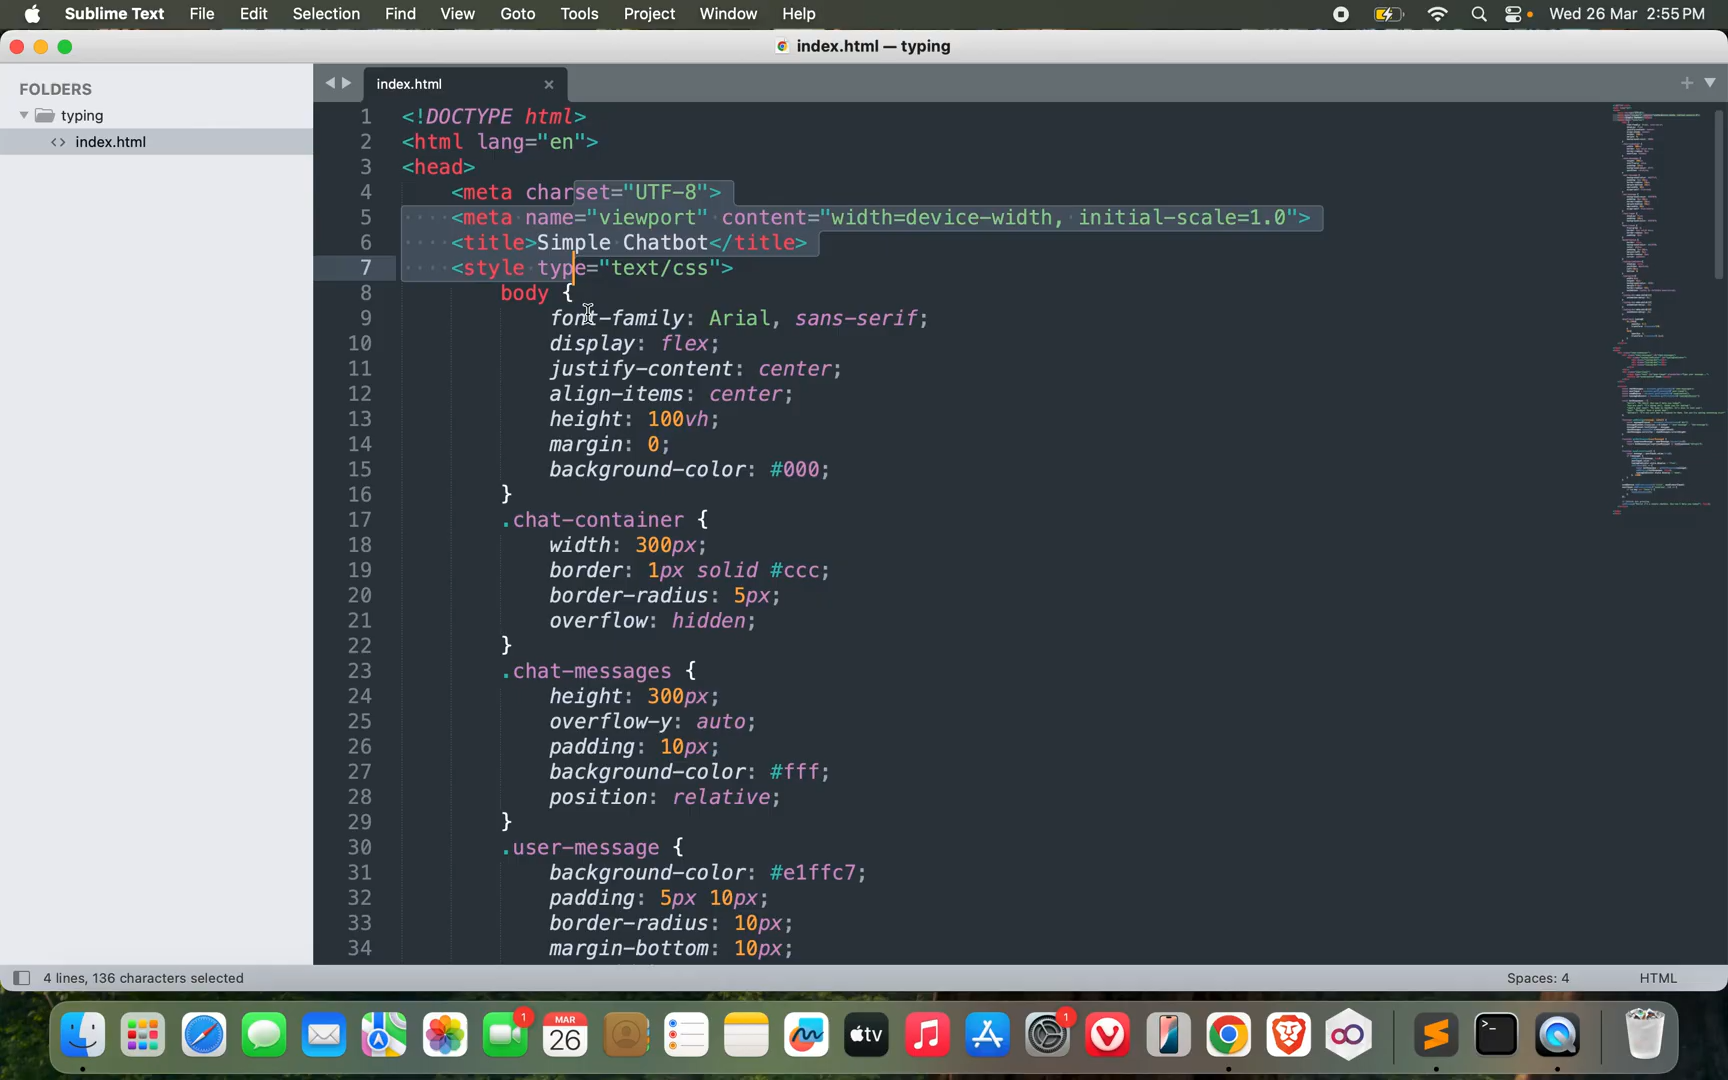 Sublime Text File Edit Selection Find View Goto Tools Project Window Help Wed 26 Mar 2:55 PM
index.html — typing
FOLDERS
typing
index.html
index.html
1 <!DOCTYPE html>
2 <html lang="en">
3 <head>
4 <meta charset="UTF-8">
5 <meta name="viewport" content="width=device-width, initial-scale=1.0">
6 <title>Simple Chatbot</title>
7 <style type="text/css">
8 body {
9 font-family: Arial, sans-serif;
10 display: flex;
11 justify-content: center;
12 align-items: center;
13 height: 100vh;
14 margin: 0;
15 background-color: #000;
16 }
17 .chat-container {
18 width: 300px;
19 border: 1px solid #ccc;
20 border-radius: 5px;
21 overflow: hidden;
22 }
23 .chat-messages {
24 height: 300px;
25 overflow-y: auto;
26 padding: 10px;
27 background-color: #fff;
28 position: relative;
29 }
30 .user-message {
31 background-color: #e1ffc7;
32 padding: 5px 10px;
33 border-radius: 10px;
34 margin-bottom: 10px;
4 lines, 136 characters selected Spaces: 4 HTML
1 MAR 26 tv 1